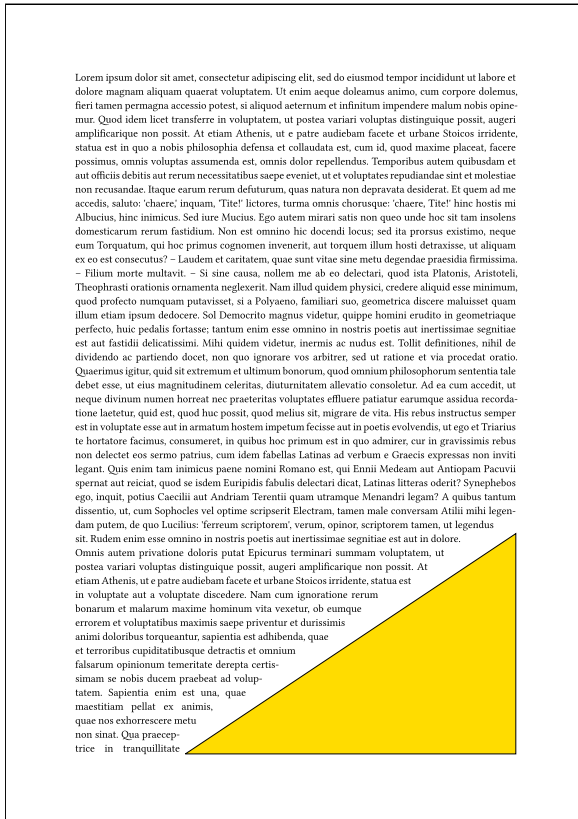 Lorem ipsum dolor sit amet, consectetur adipiscing elit, sed do eiusmod tempor incididunt ut labore et
dolore magnam aliquam quaerat voluptatem. Ut enim aeque doleamus animo, cum corpore dolemus,
fieri tamen permagna accessio potest, si aliquod aeternum et infinitum impendere malum nobis opine-
mur. Quod idem licet transferre in voluptatem, ut postea variari voluptas distinguique possit, augeri
amplificarique non possit. At etiam Athenis, ut e patre audiebam facete et urbane Stoicos irridente,
statua est in quo a nobis philosophia defensa et collaudata est, cum id, quod maxime placeat, facere
possimus, omnis voluptas assumenda est, omnis dolor repellendus. Temporibus autem quibusdam et
aut officiis debitis aut rerum necessitatibus saepe eveniet, ut et voluptates repudiandae sint et molestiae
non recusandae. Itaque earum rerum defuturum, quas natura non depravata desiderat. Et quem ad me
accedis, saluto: 'chaere,' inquam, 'Tite!' lictores, turma omnis chorusque: 'chaere, Tite!' hinc hostis mi
Albucius, hinc inimicus. Sed iure Mucius. Ego autem mirari satis non queo unde hoc sit tam insolens
domesticarum rerum fastidium. Non est omnino hic docendi locus; sed ita prorsus existimo, neque
eum Torquatum, qui hoc primus cognomen invenerit, aut torquem illum hosti detraxisse, ut aliquam
ex eo est consecutus? – Laudem et caritatem, quae sunt vitae sine metu degendae praesidia firmissima.
– Filium morte multavit. – Si sine causa, nollem me ab eo delectari, quod ista Platonis, Aristoteli,
Theophrasti orationis ornamenta neglexerit. Nam illud quidem physici, credere aliquid esse minimum,
quod profecto numquam putavisset, si a Polyaeno, familiari suo, geometrica discere maluisset quam
illum etiam ipsum dedocere. Sol Democrito magnus videtur, quippe homini erudito in geometriaque
perfecto, huic pedalis fortasse; tantum enim esse omnino in nostris poetis aut inertissimae segnitiae
est aut fastidii delicatissimi. Mihi quidem videtur, inermis ac nudus est. Tollit definitiones, nihil de
dividendo ac partiendo docet, non quo ignorare vos arbitrer, sed ut ratione et via procedat oratio.
Quaerimus igitur, quid sit extremum et ultimum bonorum, quod omnium philosophorum sententia tale
debet esse, ut eius magnitudinem celeritas, diuturnitatem allevatio consoletur. Ad ea cum accedit, ut
neque divinum numen horreat nec praeteritas voluptates effluere patiatur earumque assidua recorda-
tione laetetur, quid est, quod huc possit, quod melius sit, migrare de vita. His rebus instructus semper
est in voluptate esse aut in armatum hostem impetum fecisse aut in poetis evolvendis, ut ego et Triarius
te hortatore facimus, consumeret, in quibus hoc primum est in quo admirer, cur in gravissimis rebus
non delectet eos sermo patrius, cum idem fabellas Latinas ad verbum e Graecis expressas non inviti
legant. Quis enim tam inimicus paene nomini Romano est, qui Ennii Medeam aut Antiopam Pacuvii
spernat aut reiciat, quod se isdem Euripidis fabulis delectari dicat, Latinas litteras oderit? Synephebos
ego, inquit, potius Caecilii aut Andriam Terentii quam utramque Menandri legam? A quibus tantum
dissentio, ut, cum Sophocles vel optime scripserit Electram, tamen male conversam Atilii mihi legen-
dam putem, de quo Lucilius: 'ferreum scriptorem', verum, opinor, scriptorem tamen, ut legendus
sit. Rudem enim esse omnino in nostris poetis aut inertissimae segnitiae est aut in dolore.
Omnis autem privatione doloris putat Epicurus terminari summam voluptatem, ut
postea variari voluptas distinguique possit, augeri amplificarique non possit. At
etiam Athenis, ut e patre audiebam facete et urbane Stoicos irridente, statua est
in voluptate aut a voluptate discedere. Nam cum ignoratione rerum
bonarum et malarum maxime hominum vita vexetur, ob eumque
errorem et voluptatibus maximis saepe priventur et durissimis
animi doloribus torqueantur, sapientia est adhibenda, quae
et terroribus cupiditatibusque detractis et omnium
falsarum opinionum temeritate derepta certis-
simam se nobis ducem praebeat ad volup-
tatem. Sapientia enim est una, quae
maestitiam pellat ex animis,
quae nos exhorrescere metu
non sinat. Qua praecep-
trice in tranquillitate